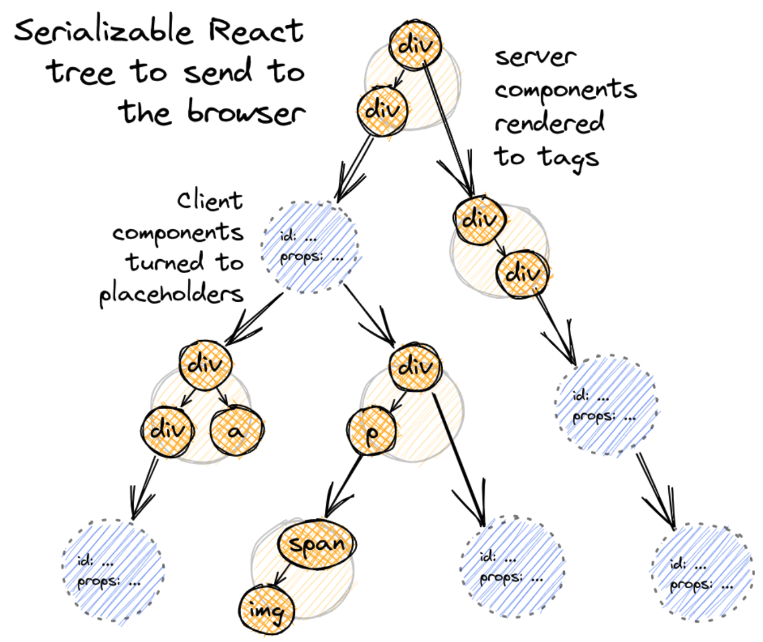 Serializable React
tree to send to
the browser
div
div
server
components
rendered
to tags
Client
components
turned to
placeholders
id: ...
props: ...
div
div
div
div
a
div
p
id: ...
props: ...
id: ...
props: ...
span
img
id: ...
props: ...
id: ...
props: ...